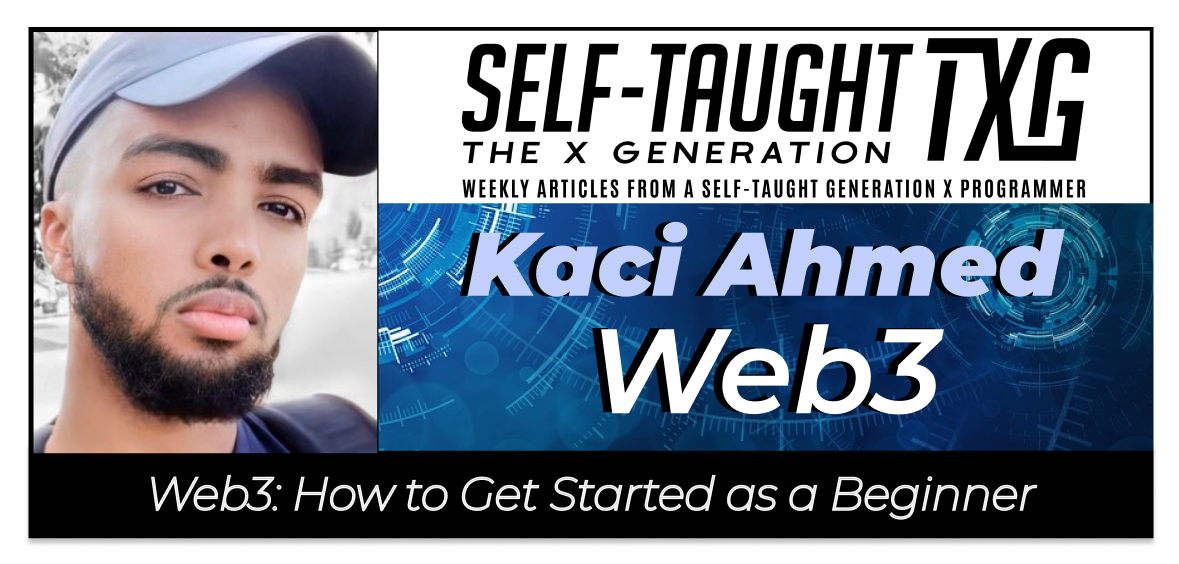 SELF-TAUGHT TXG
THE X GENERATION
WEEKLY ARTICLES FROM A SELF-TAUGHT GENERATION X PROGRAMMER
Kaci Ahmed
Web3
Web3: How to Get Started as a Beginner